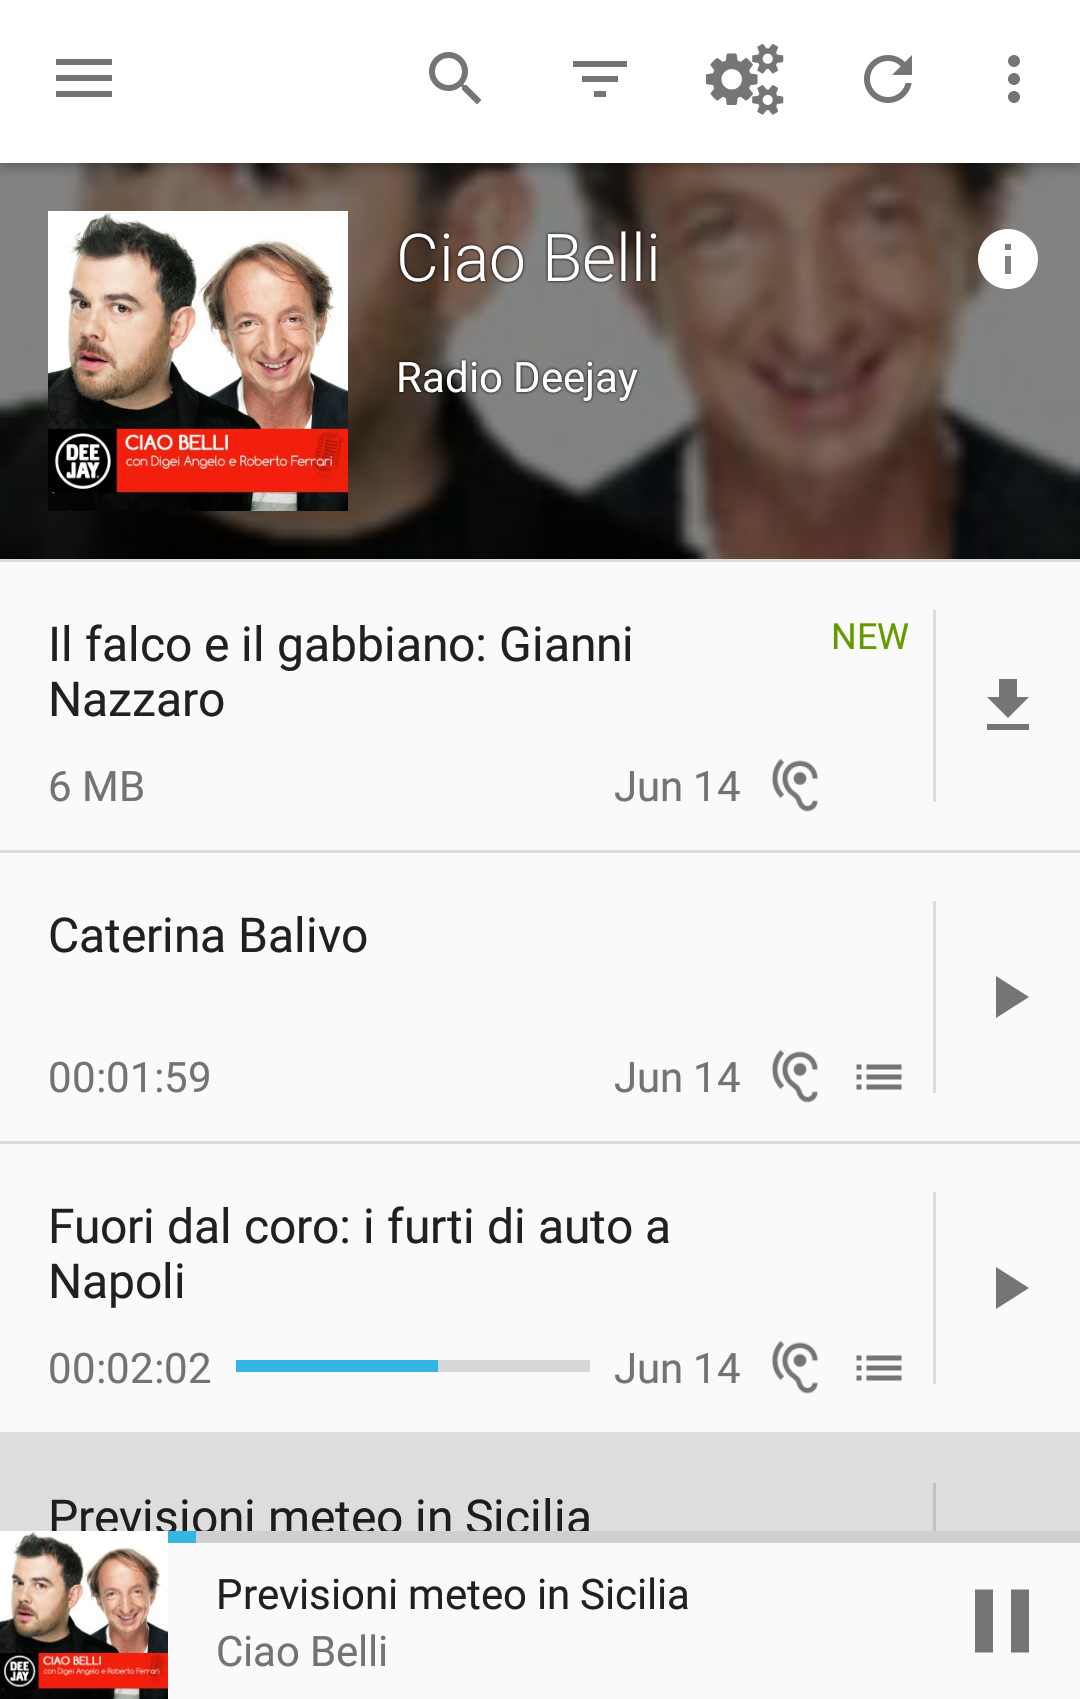 Ciao Belli
Radio Deejay
DEE
JAY
CIAO BELLI
con Digei Angelo e Roberto Ferrari
Il falco e il gabbiano: Gianni
Nazzaro
NEW
6 MB
Jun 14
Caterina Balivo
00:01:59
Jun 14
Fuori dal coro: i furti di auto a
Napoli
00:02:02
Jun 14
Previsioni meteo in Sicilia
Previsioni meteo in Sicilia
Ciao Belli
DEE
JAY
CIAO BELLI
con Digei Angelo e Roberto Ferrari